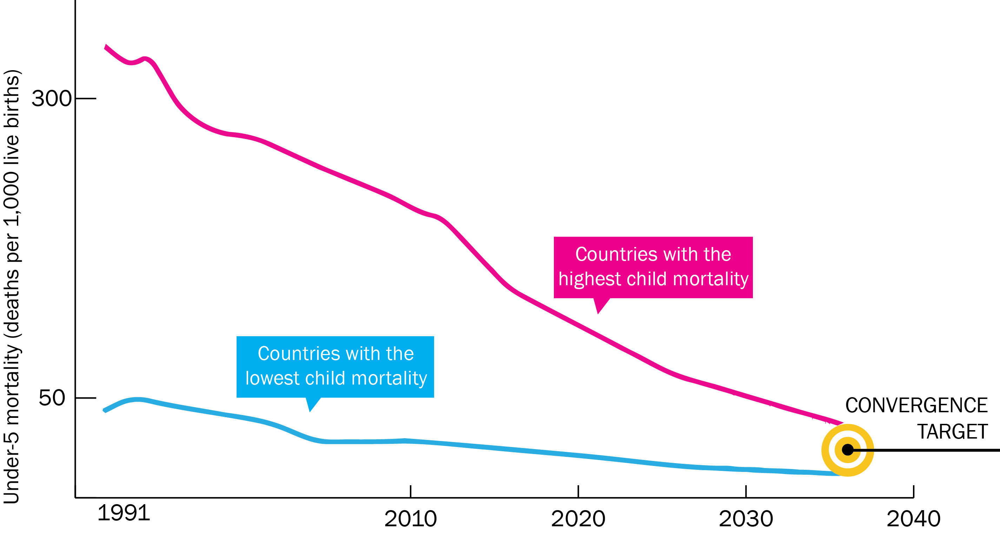 Under-5 mortality (deaths per 1,000 live births)
300
50
Countries with the
highest child mortality
Countries with the
lowest child mortality
CONVERGENCE
TARGET
1991
2010
2020
2030
2040